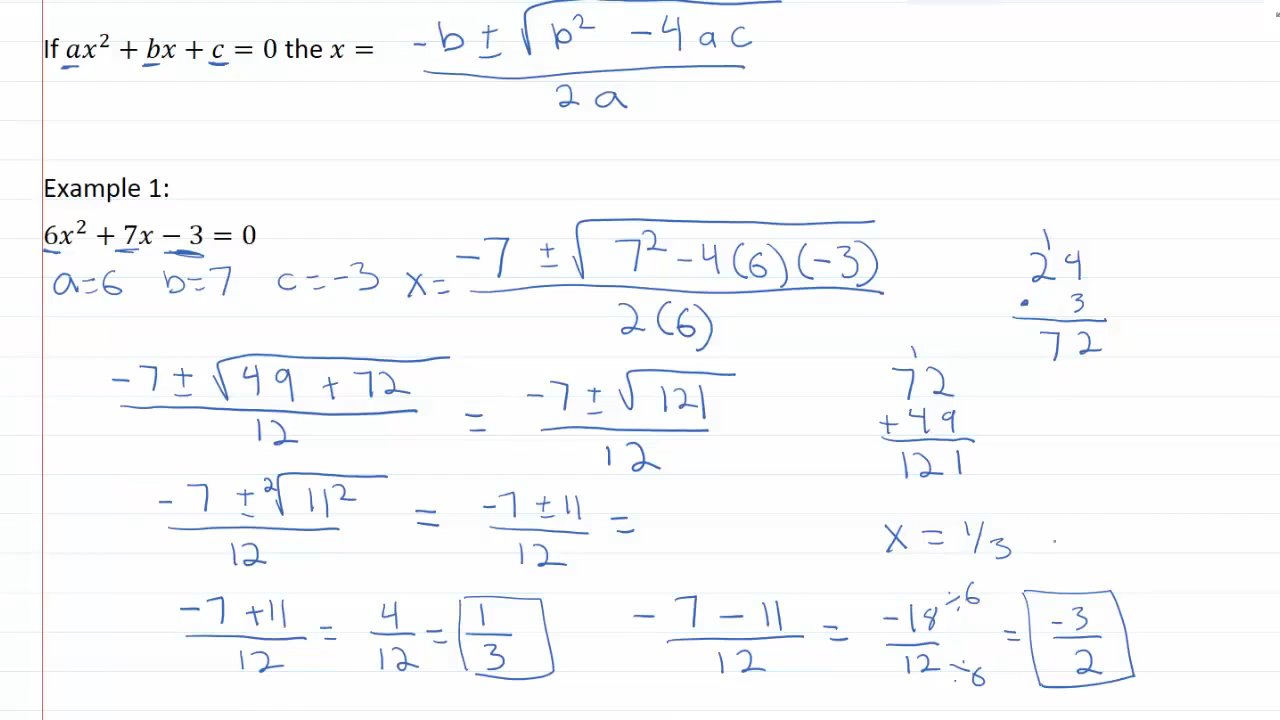 If ax² + bx + c = 0 the x = (-b ± √(b² - 4ac)) / (2a)
Example 1:
6x² + 7x − 3 = 0
a=6 b=7 c=-3 x= (-7 ± √(7² - 4(6)(-3))) / (2(6))
24
· 3
72
(-7 ± √(49 + 72)) / 12 = (-7 ± √121) / 12
72
+49
121
(-7 ± ²√(11²)) / 12 = (-7 ± 11) / 12 =
x = 1/3
(-7 + 11) / 12 = 4/12 = 1/3
(-7 - 11) / 12 = (-18 ÷6) / (12 ÷6) = -3/2